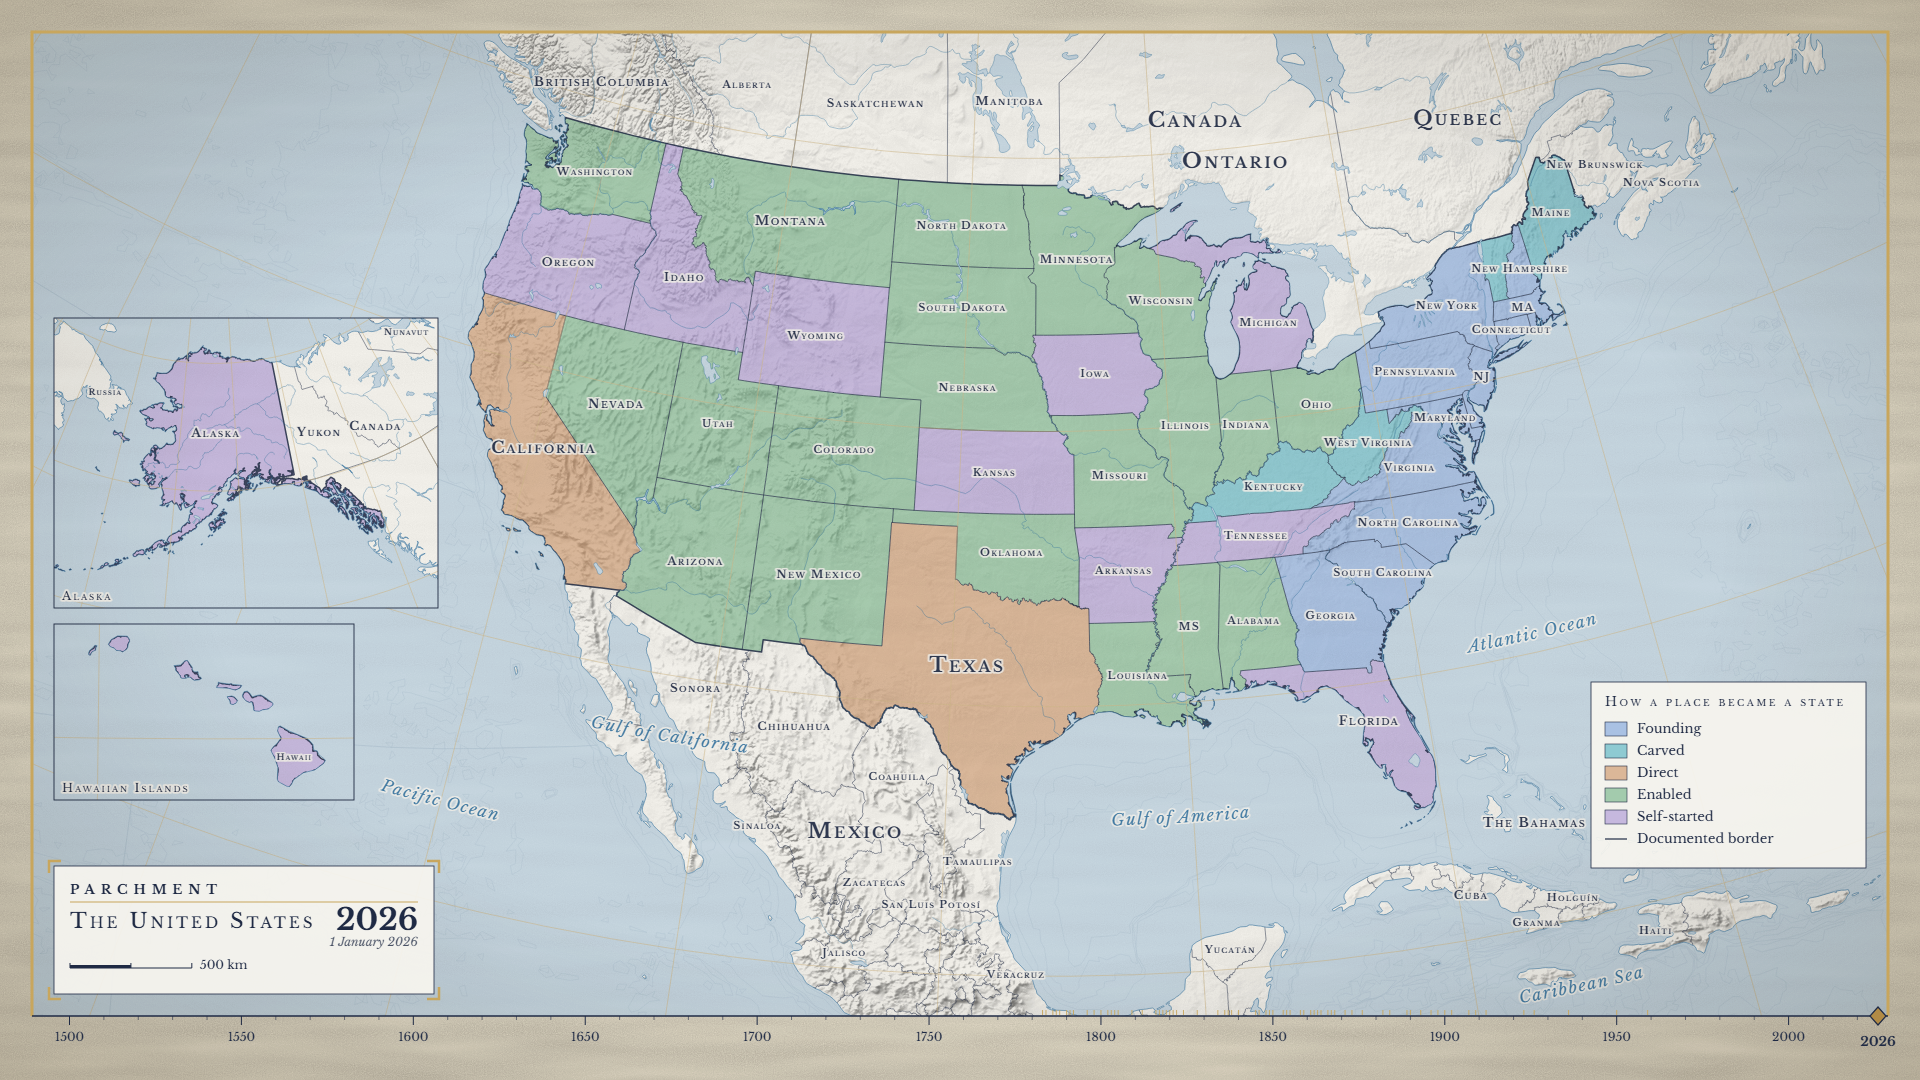 British Columbia
Alberta
Saskatchewan
Manitoba
Canada
Ontario
Quebec
New Brunswick
Nova Scotia
Washington
Montana
North Dakota
Minnesota
Maine
Oregon
Idaho
South Dakota
Wisconsin
Michigan
New Hampshire
New York
MA
Connecticut
Wyoming
Iowa
Nebraska
Pennsylvania
NJ
Nevada
Utah
Ohio
Illinois
Indiana
Maryland
West Virginia
Virginia
California
Colorado
Kansas
Missouri
Kentucky
North Carolina
Tennessee
Arizona
New Mexico
Oklahoma
Arkansas
South Carolina
Georgia
MS
Alabama
Texas
Louisiana
Florida
Atlantic Ocean
Sonora
Chihuahua
Gulf of California
Coahuila
Pacific Ocean
Sinaloa
Mexico
Gulf of America
The Bahamas
Tamaulipas
Zacatecas
San Luis Potosí
Jalisco
Veracruz
Yucatán
Cuba
Holguín
Granma
Haiti
Caribbean Sea
Nunavut
Russia
Alaska
Yukon
Canada
Alaska
Hawaii
Hawaiian Islands
How a place became a state
Founding
Carved
Direct
Enabled
Self-started
Documented border
PARCHMENT
The United States 2026
1 January 2026
500 km
1500 1550 1600 1650 1700 1750 1800 1850 1900 1950 2000 2026